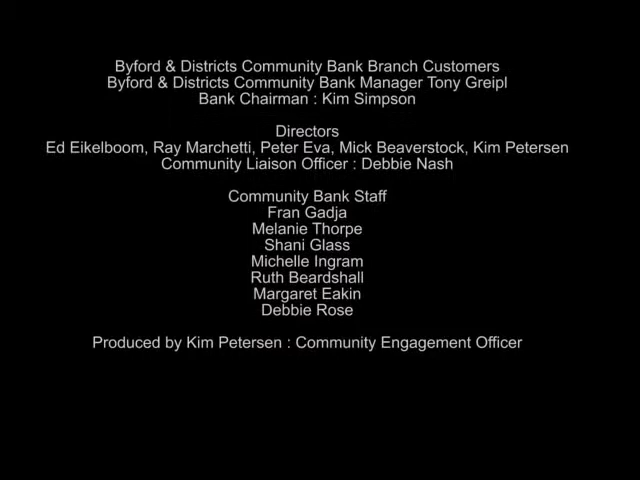 Byford & Districts Community Bank Branch Customers
Byford & Districts Community Bank Manager Tony Greipl
Bank Chairman : Kim Simpson
Directors
Ed Eikelboom, Ray Marchetti, Peter Eva, Mick Beaverstock, Kim Petersen
Community Liaison Officer : Debbie Nash
Community Bank Staff
Fran Gadja
Melanie Thorpe
Shani Glass
Michelle Ingram
Ruth Beardshall
Margaret Eakin
Debbie Rose
Produced by Kim Petersen : Community Engagement Officer